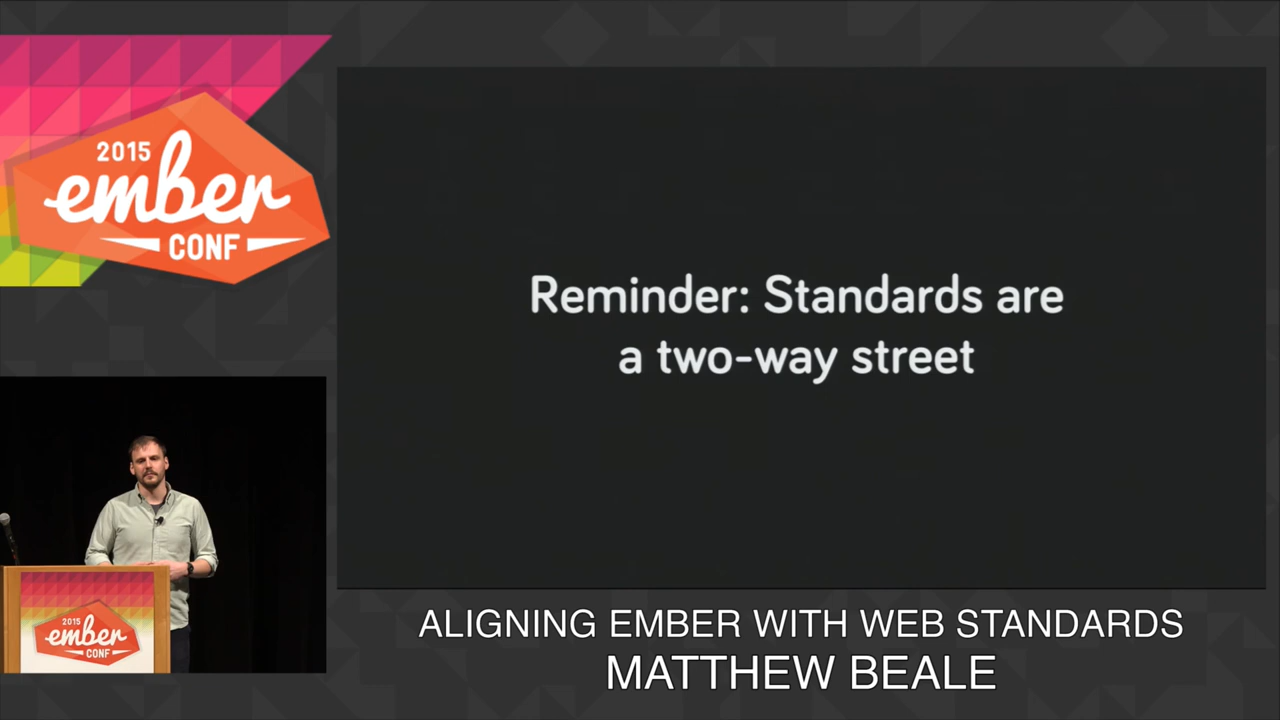 2015
ember
CONF
Reminder: Standards are
a two-way street
2015
ember
CONF
ALIGNING EMBER WITH WEB STANDARDS
MATTHEW BEALE